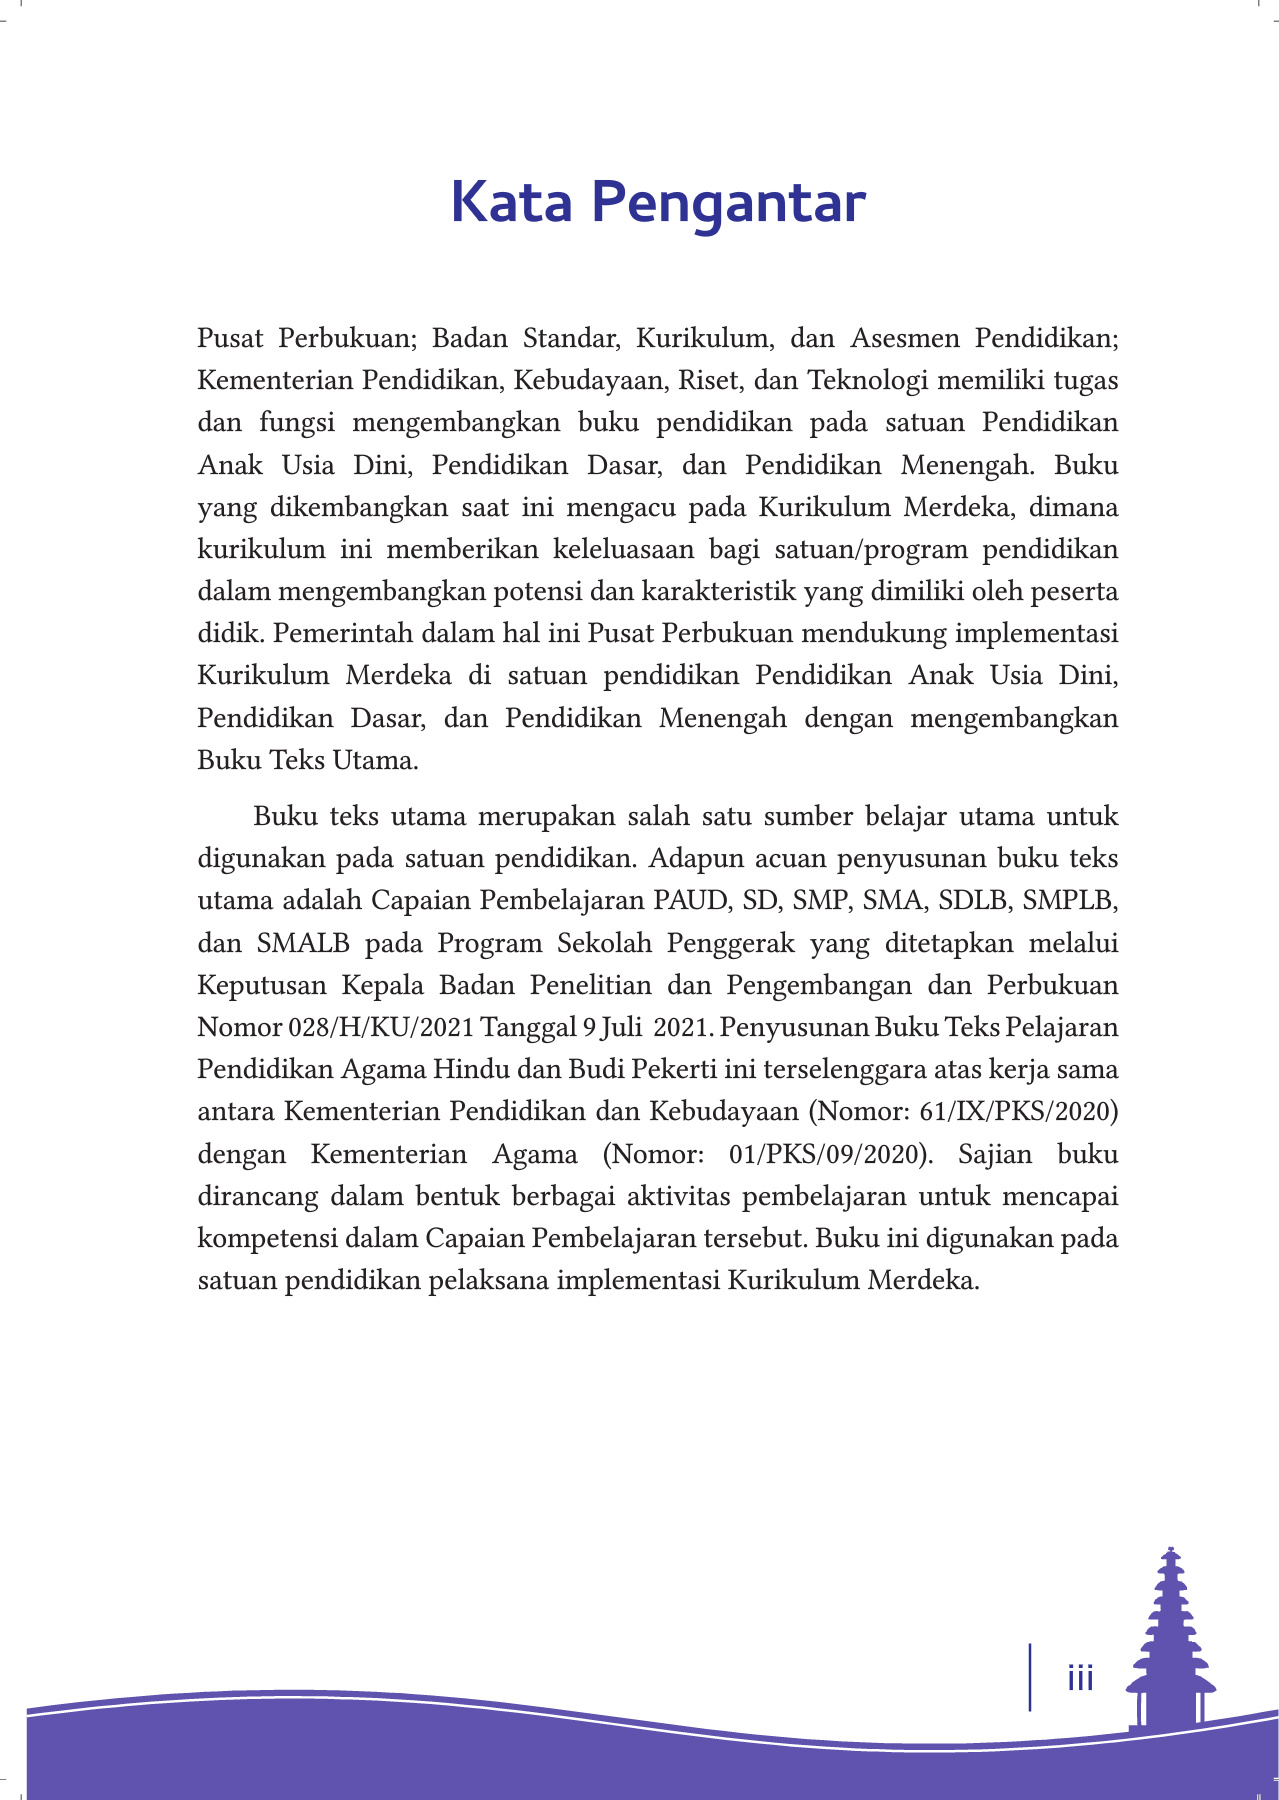 Kata Pengantar
Pusat Perbukuan; Badan Standar, Kurikulum, dan Asesmen Pendidikan;
Kementerian Pendidikan, Kebudayaan, Riset, dan Teknologi memiliki tugas
dan fungsi mengembangkan buku pendidikan pada satuan Pendidikan
Anak Usia Dini, Pendidikan Dasar, dan Pendidikan Menengah. Buku
yang dikembangkan saat ini mengacu pada Kurikulum Merdeka, dimana
kurikulum ini memberikan keleluasaan bagi satuan/program pendidikan
dalam mengembangkan potensi dan karakteristik yang dimiliki oleh peserta
didik. Pemerintah dalam hal ini Pusat Perbukuan mendukung implementasi
Kurikulum Merdeka di satuan pendidikan Pendidikan Anak Usia Dini,
Pendidikan Dasar, dan Pendidikan Menengah dengan mengembangkan
Buku Teks Utama.
Buku teks utama merupakan salah satu sumber belajar utama untuk
digunakan pada satuan pendidikan. Adapun acuan penyusunan buku teks
utama adalah Capaian Pembelajaran PAUD, SD, SMP, SMA, SDLB, SMPLB,
dan SMALB pada Program Sekolah Penggerak yang ditetapkan melalui
Keputusan Kepala Badan Penelitian dan Pengembangan dan Perbukuan
Nomor 028/H/KU/2021 Tanggal 9 Juli 2021. Penyusunan Buku Teks Pelajaran
Pendidikan Agama Hindu dan Budi Pekerti ini terselenggara atas kerja sama
antara Kementerian Pendidikan dan Kebudayaan (Nomor: 61/IX/PKS/2020)
dengan Kementerian Agama (Nomor: 01/PKS/09/2020). Sajian buku
dirancang dalam bentuk berbagai aktivitas pembelajaran untuk mencapai
kompetensi dalam Capaian Pembelajaran tersebut. Buku ini digunakan pada
satuan pendidikan pelaksana implementasi Kurikulum Merdeka.
iii